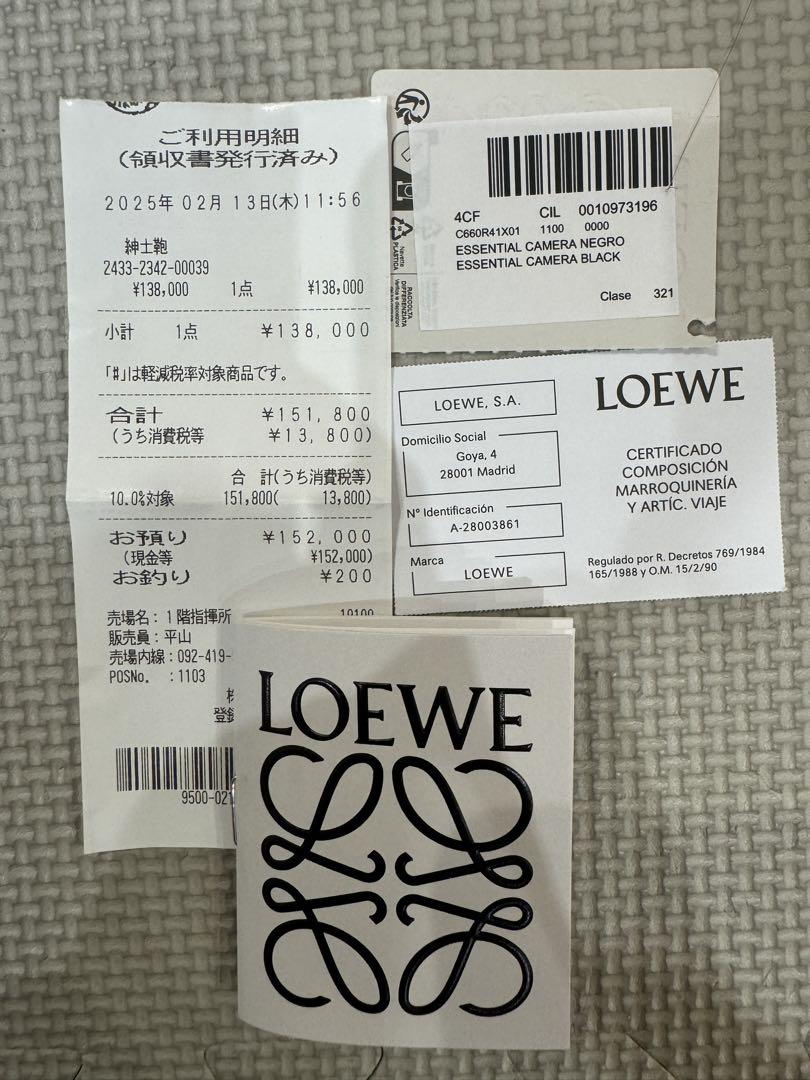 ご利用明細
(領収書発行済み)
2025年02月13日(木)11:56
紳士鞄
2433-2342-00039
¥138,000 1点 ¥138,000
小計 1点 ¥138,000
「#」は軽減税率対象商品です。
合計 ¥151,800
(うち消費税等 ¥13,800)
合 計(うち消費税等)
10.0%対象 151,800( 13,800)
お預り ¥152,000
(現金等 ¥152,000)
お釣り ¥200
売場名:1階指揮所
販売員:平山
売場内線:092-419-
POSNo. :1103
9500-021
4CF CIL 0010973196
C660R41X01 1100 0000
ESSENTIAL CAMERA NEGRO
ESSENTIAL CAMERA BLACK
Clase 321
RACCOLTA
DIFFERENZIATA
PLASTICA
LOEWE, S.A.
Domicilio Social
Goya, 4
28001 Madrid
Nº Identificación
A-28003861
Marca
LOEWE
LOEWE
CERTIFICADO
COMPOSICIÓN
MARROQUINERÍA
Y ARTÍC. VIAJE
Regulado por R. Decretos 769/1984
165/1988 y O.M. 15/2/90
LOEWE